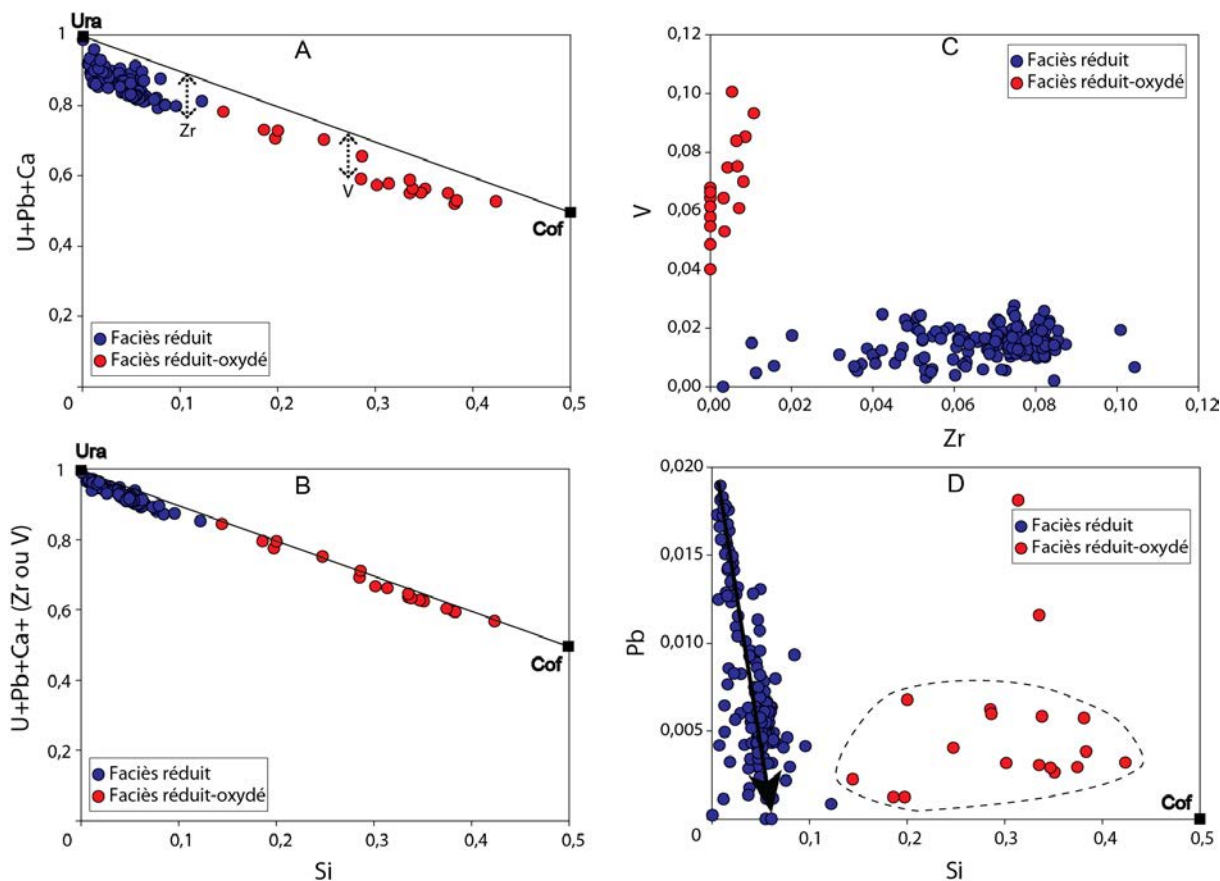 A
Ura
1
0,8
0,6
0,4
0,2
U+Pb+Ca
Zr
V
Cof
Faciès réduit
Faciès réduit-oxydé
0
0,1
0,2
0,3
0,4
0,5
C
0,12
0,10
0,08
0,06
0,04
0,02
0,00
V
Faciès réduit
Faciès réduit-oxydé
0,00
0,02
0,04
0,06
0,08
0,10
0,12
Zr
B
Ura
1
0,8
0,6
0,4
0,2
U+Pb+Ca+ (Zr ou V)
Cof
Faciès réduit
Faciès réduit-oxydé
0
0,1
0,2
0,3
0,4
0,5
Si
D
0,020
0,015
0,010
0,005
0,000
Pb
Faciès réduit
Faciès réduit-oxydé
Cof
0
0,1
0,2
0,3
0,4
0,5
Si